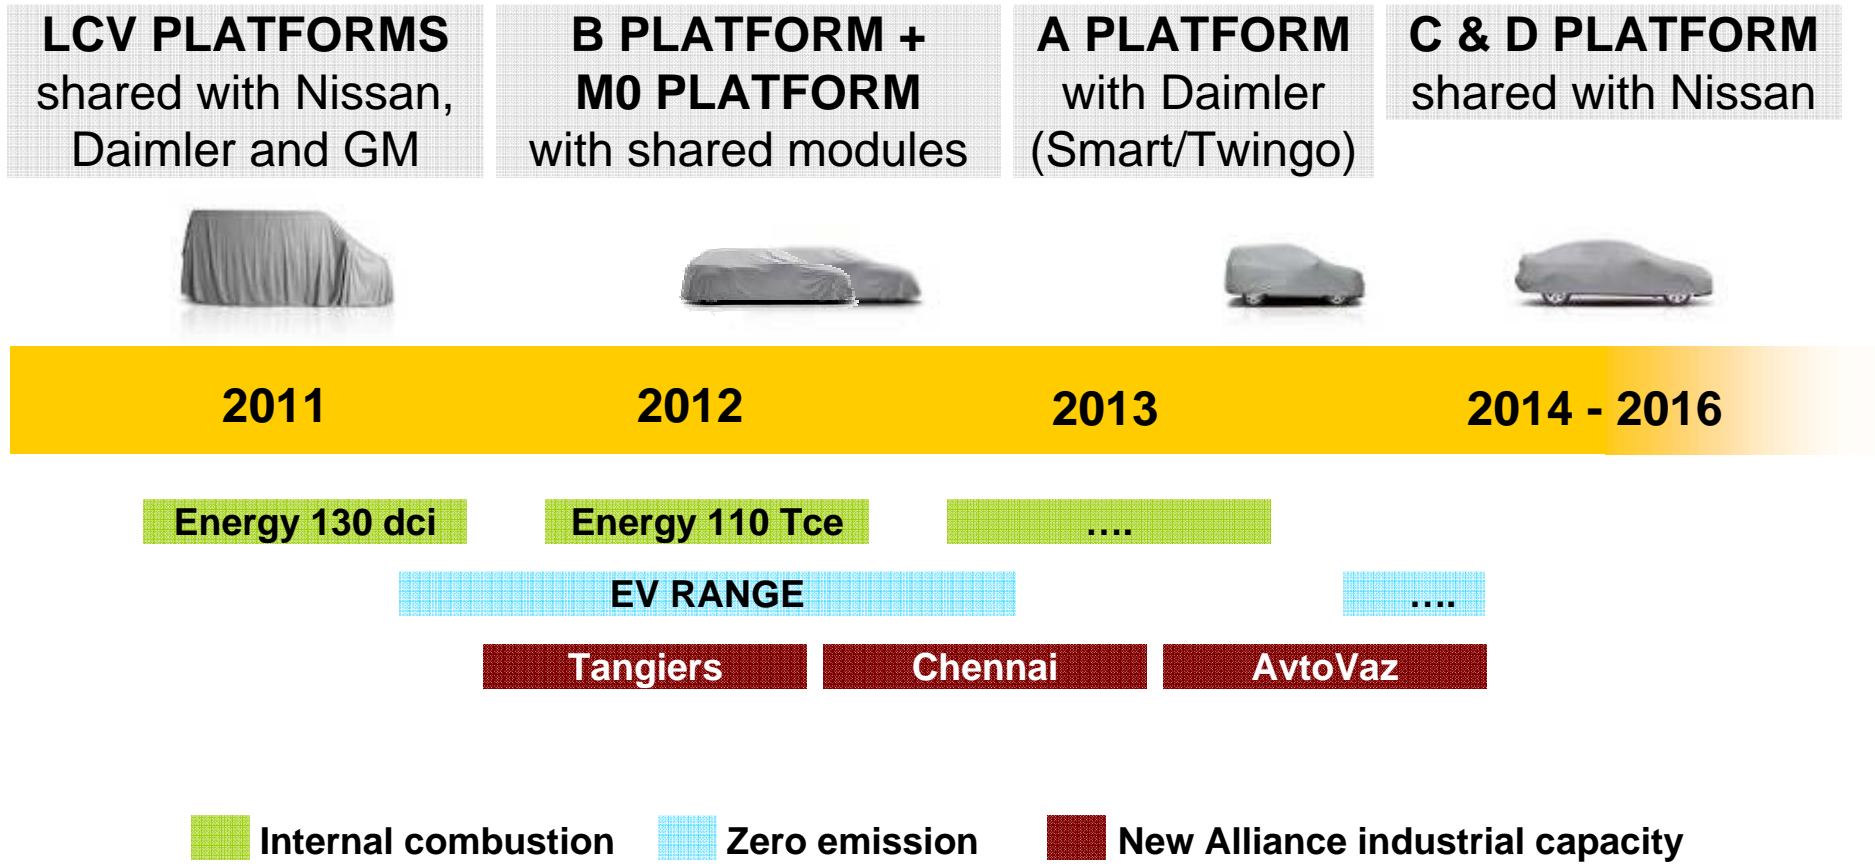 LCV PLATFORMS
shared with Nissan,
Daimler and GM
B PLATFORM +
M0 PLATFORM
with shared modules
A PLATFORM
with Daimler
(Smart/Twingo)
C & D PLATFORM
shared with Nissan
2011
2012
2013
2014 - 2016
Energy 130 dci
Energy 110 Tce
....
EV RANGE
....
Tangiers
Chennai
AvtoVaz
Internal combustion
Zero emission
New Alliance industrial capacity